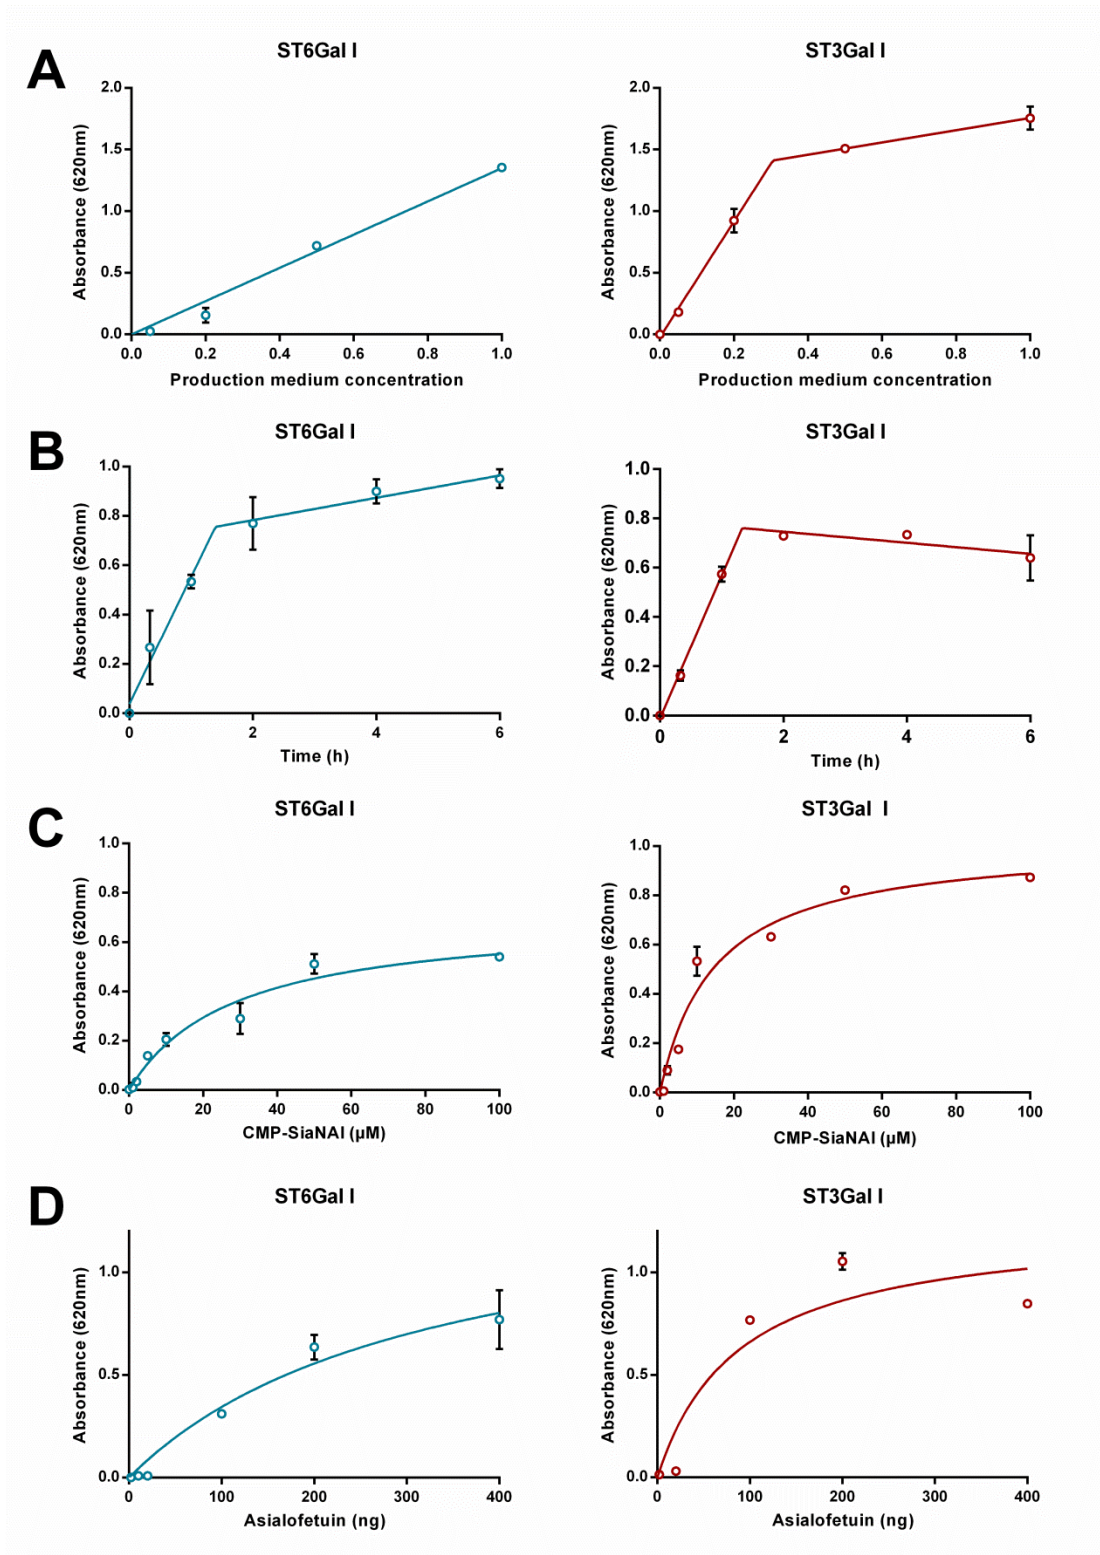 A
ST6Gal I
Absorbance (620nm)
2.0
1.5
1.0
0.5
0.0
0.0 0.2 0.4 0.6 0.8 1.0
Production medium concentration
ST3Gal I
Absorbance (620nm)
2.0
1.5
1.0
0.5
0.0
0.0 0.2 0.4 0.6 0.8 1.0
Production medium concentration
B
ST6Gal I
Absorbance (620nm)
1.0
0.8
0.6
0.4
0.2
0.0
0 2 4 6
Time (h)
ST3Gal I
Absorbance (620nm)
1.0
0.8
0.6
0.4
0.2
0.0
0 2 4 6
Time (h)
C
ST6Gal I
Absorbance (620nm)
1.0
0.8
0.6
0.4
0.2
0.0
0 20 40 60 80 100
CMP-SiaNAl (µM)
ST3Gal I
Absorbance (620nm)
1.0
0.8
0.6
0.4
0.2
0.0
0 20 40 60 80 100
CMP-SiaNAl (µM)
D
ST6Gal I
Absorbance (620nm)
1.0
0.5
0.0
0 100 200 300 400
Asialofetuin (ng)
ST3Gal I
Absorbance (620nm)
1.0
0.5
0.0
0 100 200 300 400
Asialofetuin (ng)